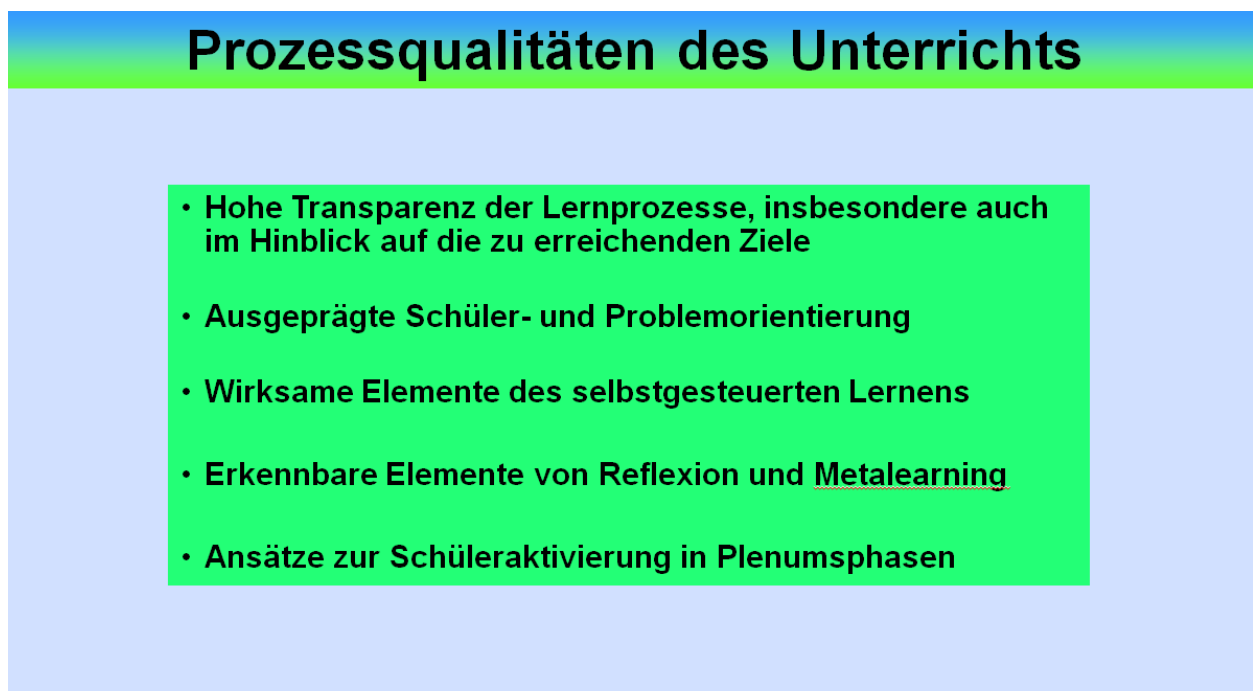 Prozessqualitäten des Unterrichts
• Hohe Transparenz der Lernprozesse, insbesondere auch
im Hinblick auf die zu erreichenden Ziele
• Ausgeprägte Schüler- und Problemorientierung
• Wirksame Elemente des selbstgesteuerten Lernens
• Erkennbare Elemente von Reflexion und Metalearning
• Ansätze zur Schüleraktivierung in Plenumsphasen